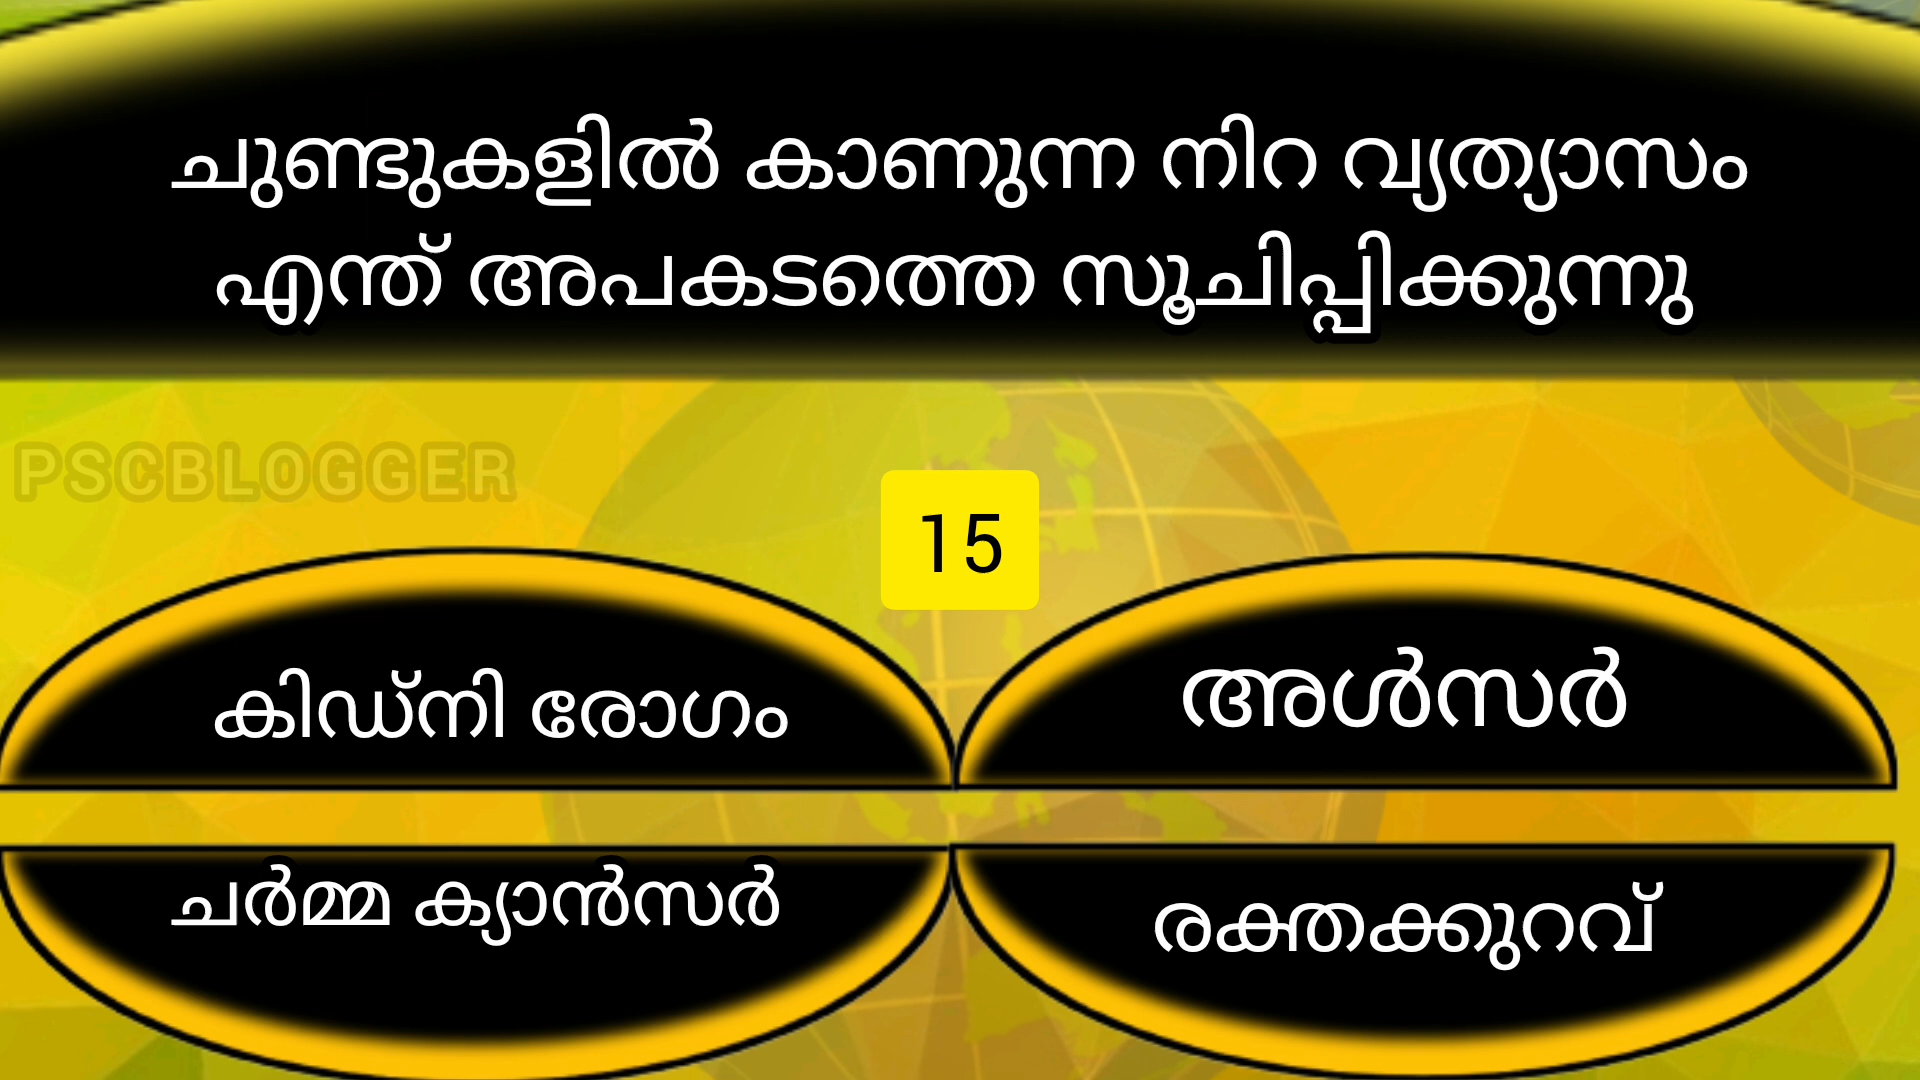 ചുണ്ടുകളിൽ കാണുന്ന നിറ വ്യത്യാസം
എന്ത് അപകടത്തെ സൂചിപ്പിക്കുന്നു
PSCBLOGGER
15
കിഡ്നി രോഗം
അൾസർ
ചർമ്മ ക്യാൻസർ
രക്തക്കുറവ്